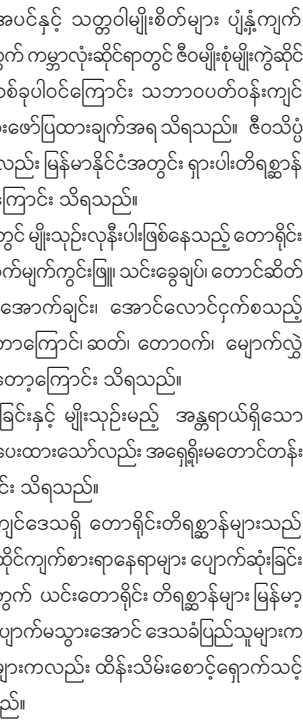 အပင်နှင့် သတ္တဝါမျိုးစိတ်များ ပျံ့နှံ့ကျက်
က် ကမ္ဘာလုံးဆိုင်ရာတွင် ဇီဝမျိုးစုံမျိုးကွဲဆိုင်
စ်ခုပါဝင်ကြောင်း သဘာဝပတ်ဝန်းကျင်
ဖော်ပြထားချက်အရ သိရသည်။ ဇီဝသိပ္ပံ
လည်း မြန်မာနိုင်ငံအတွင်း ရှားပါးတိရစ္ဆာန်
ကြောင်း သိရသည်။
တွင် မျိုးသုဉ်းလုနီးပါးဖြစ်နေသည့် တောရိုင်း
က်မျက်ကွင်းဖြူ၊ သင်းခွေချပ်၊ တောင်ဆိတ်
အောက်ချင်း၊ အောင်လောင်ငှက်စသည့်
ာကြောင်၊ ဆတ်၊ တောဝက်၊ မျောက်လွှဲ
တော့ကြောင်း သိရသည်။
ခြင်းနှင့် မျိုးသုဉ်းမည့် အန္တရာယ်ရှိသော
ပေးထားသော်လည်း အရှေ့ရိုးမတောင်တန်း
င်း သိရသည်။
ကျင်ဒေသရှိ တောရိုင်းတိရစ္ဆာန်များသည်
ထိုင်ကျက်စားရာနေရာများ ပျောက်ဆုံးခြင်း
တွက် ယင်းတောရိုင်း တိရစ္ဆာန်များ မြန်မာ့
ပျာက်မသွားအောင် ဒေသခံပြည်သူများက
များကလည်း ထိန်းသိမ်းစောင့်ရှောက်သင့်
ည်။